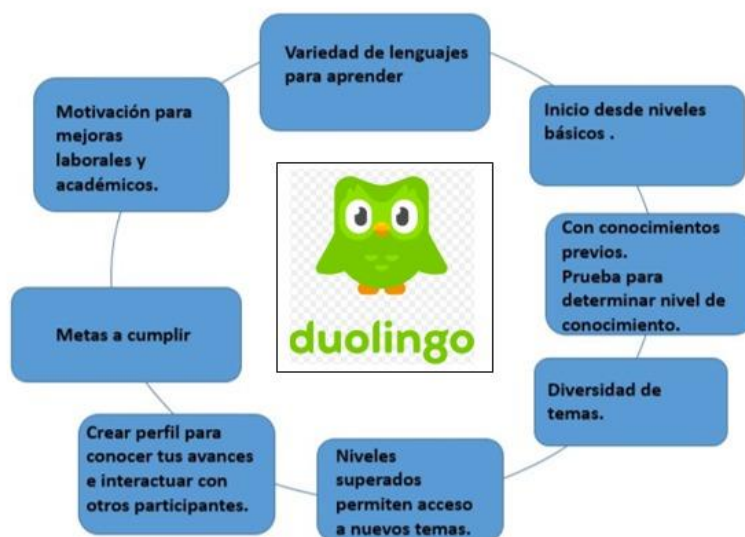 Variedad de lenguajes
para aprender
Inicio desde niveles
básicos .
Con conocimientos
previos.
Prueba para
determinar nivel de
conocimiento.
Diversidad de
temas.
Niveles
superados
permiten acceso
a nuevos temas.
Crear perfil para
conocer tus avances
e interactuar con
otros participantes.
Metas a cumplir
Motivación para
mejoras
laborales y
académicos.
duolingo